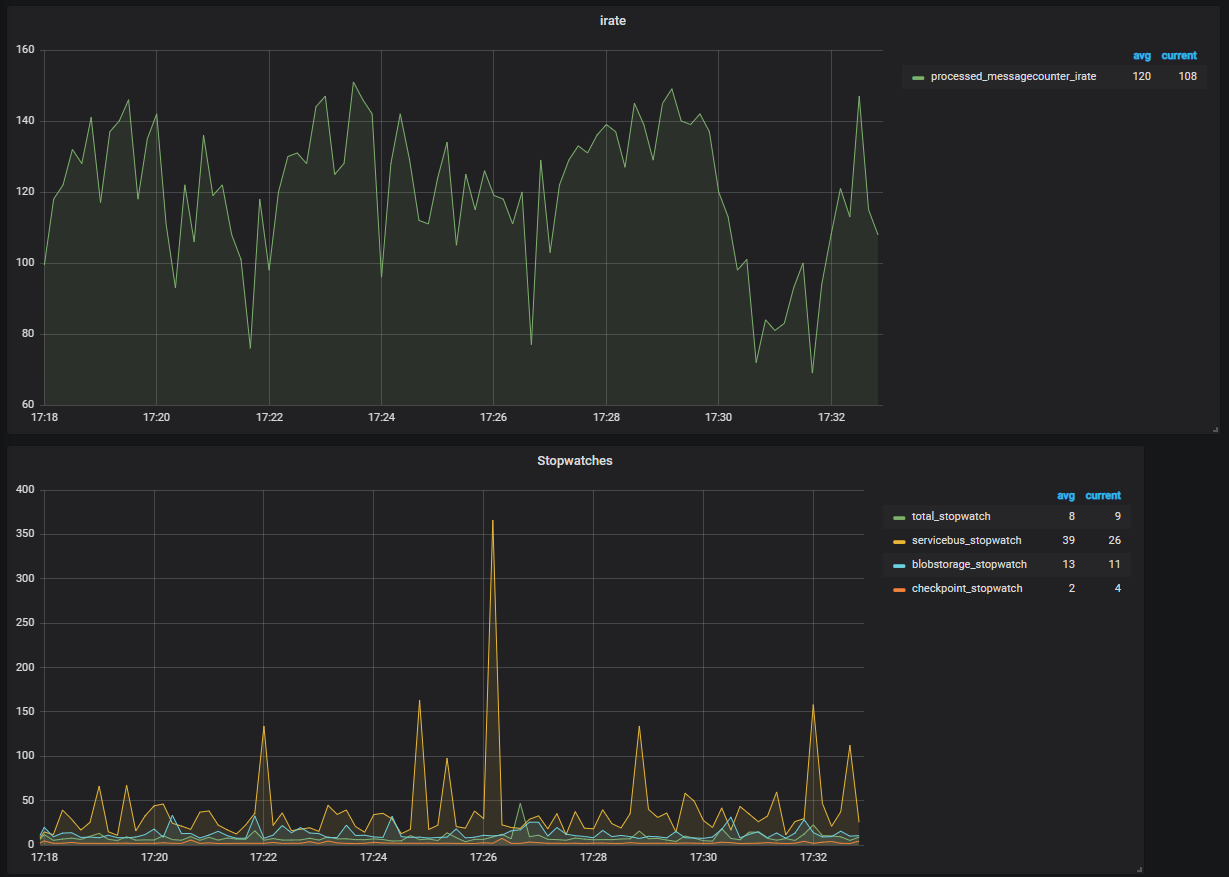 irate
160
140
120
100
80
60
17:18 17:20 17:22 17:24 17:26 17:28 17:30 17:32
avg current
processed_messagecounter_irate 120 108
Stopwatches
400
350
300
250
200
150
100
50
0
17:18 17:20 17:22 17:24 17:26 17:28 17:30 17:32
avg current
total_stopwatch 8 9
servicebus_stopwatch 39 26
blobstorage_stopwatch 13 11
checkpoint_stopwatch 2 4